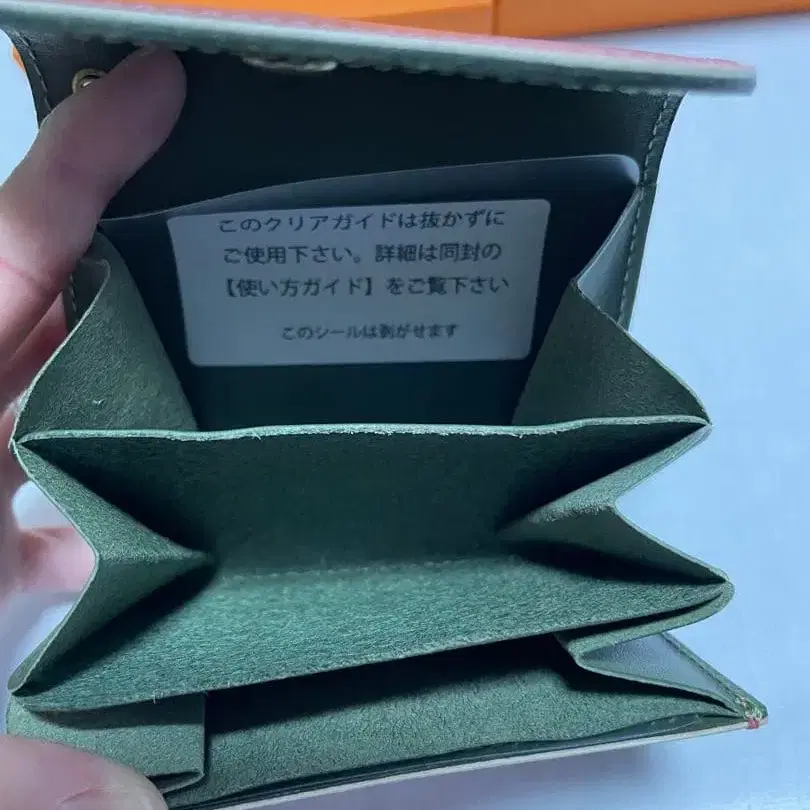 このクリアガイドは抜かずに
ご使用下さい。詳細は同封の
【使い方ガイド】をご覧下さい
このシールは剥がせます